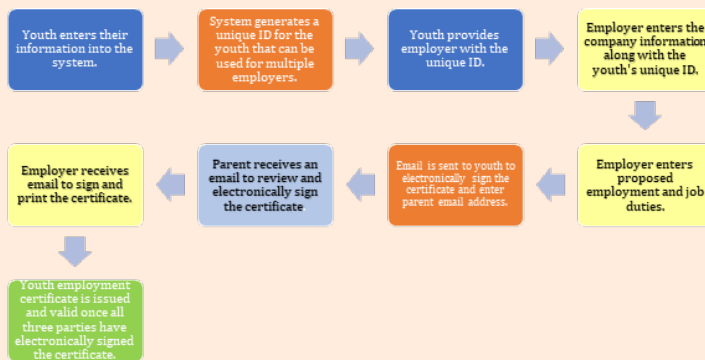 Youth enters their
information into the
system.
System generates a
unique ID for the
youth that can be
used for multiple
employers.
Youth provides
employer with the
unique ID.
Employer enters the
company information
along with the
youth's unique ID.
Employer enters
proposed
employment and job
duties.
Email is sent to youth to
electronically sign the
certificate and enter
parent email address.
Parent receives an
email to review and
electronically sign
the certificate
Employer receives
email to sign and
print the certificate.
Youth employment
certificate is issued
and valid once all
three parties have
electronically signed
the certificate.